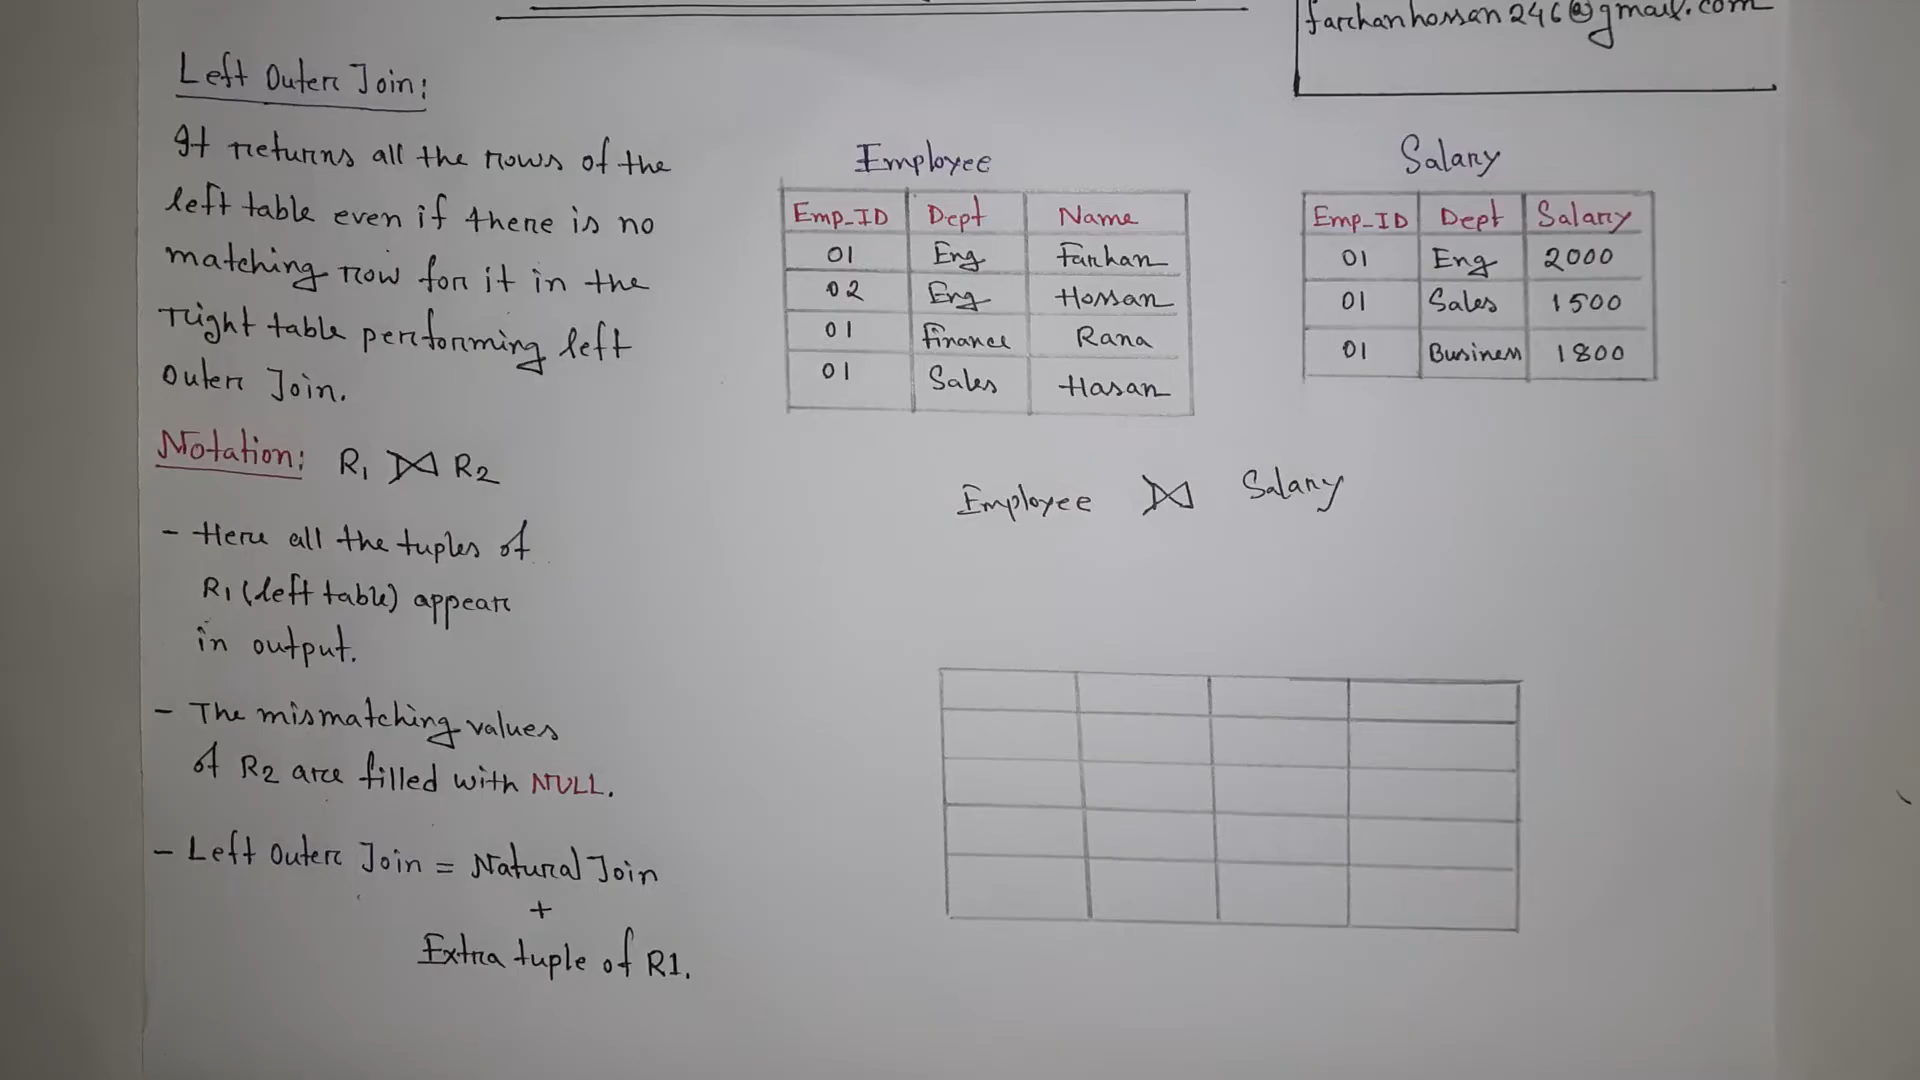 farhanhossan246@gmail.com
Left Outer Join:
It returns all the rows of the
left table even if there is no
matching row for it in the
right table performing left
outer Join.
Notation: R1 ⟕ R2
- Here all the tuples of
R1 (left table) appear
in output.
- The mismatching values
of R2 are filled with NULL.
- Left Outer Join = Natural Join
+
Extra tuple of R1.
Employee
Emp_ID Dept Name
01 Eng Farhan
02 Eng Hossan
01 Finance Rana
01 Sales Hasan
Salary
Emp_ID Dept Salary
01 Eng 2000
01 Sales 1500
01 Business 1800
Employee ⟕ Salary